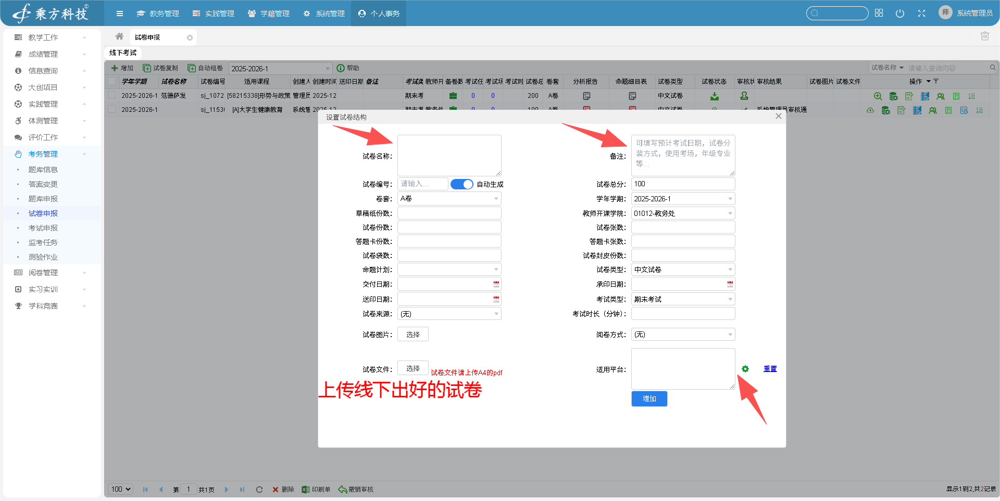 乘方科技
教务管理
实践管理
学籍管理
系统管理
个人事务
师
系统管理员
教学工作
成绩管理
信息查询
大创项目
实践管理
体测管理
评价工作
考务管理
题库信息
答案变更
题库申报
试卷申报
考试申报
监考任务
测验作业
阅卷管理
实习实训
学科竞赛
试卷申报
线下考试
增加 试卷复制 自动组卷 2025-2026-1 帮助
试卷名称 请输入查询内容
学年学期 试卷名称 试卷编号 适用课程 创建人 创建时间 送印日期 备注 考试类 教师开 备卷数 考试任 考试场 考试时 试卷总 卷套 分析报告 命题细目表 试卷类型 试卷状态 审核状 审核结果 试卷图片 试卷文件 操作
2025-2026-1 范德萨发 sj_1072 [58215338]形势与政策 管理员 2025-12 期末考 0 0 200 A卷 中文试卷
2025-2026-1 sj_1153 [A]大学生健康教育 系统管 2025-12 期末考 教务处 0 0 100 A卷 中文试卷 系统管理员审核通
设置试卷结构
试卷名称：
备注： 可填写预计考试日期，试卷分
装方式，使用考场，年级专业
等...
试卷编号： 请输入... 自动生成
试卷总分： 100
卷套： A卷
学年学期： 2025-2026-1
草稿纸份数：
教师开课学院： 01012-教务处
试卷份数：
试卷张数：
答题卡份数：
答题卡张数：
试卷袋数：
试卷封皮份数：
命题计划：
试卷类型： 中文试卷
交付日期：
承印日期：
送印日期：
考试类型： 期末考试
试卷来源： (无)
考试时长（分钟）：
试卷图片： 选择
阅卷方式： (无)
试卷文件： 选择 试卷文件请上传A4的pdf
适用平台： 重置
上传线下出好的试卷
增加
100 第 1 共1页 删除 印刷单 撤销审核
显示1到2,共2记录